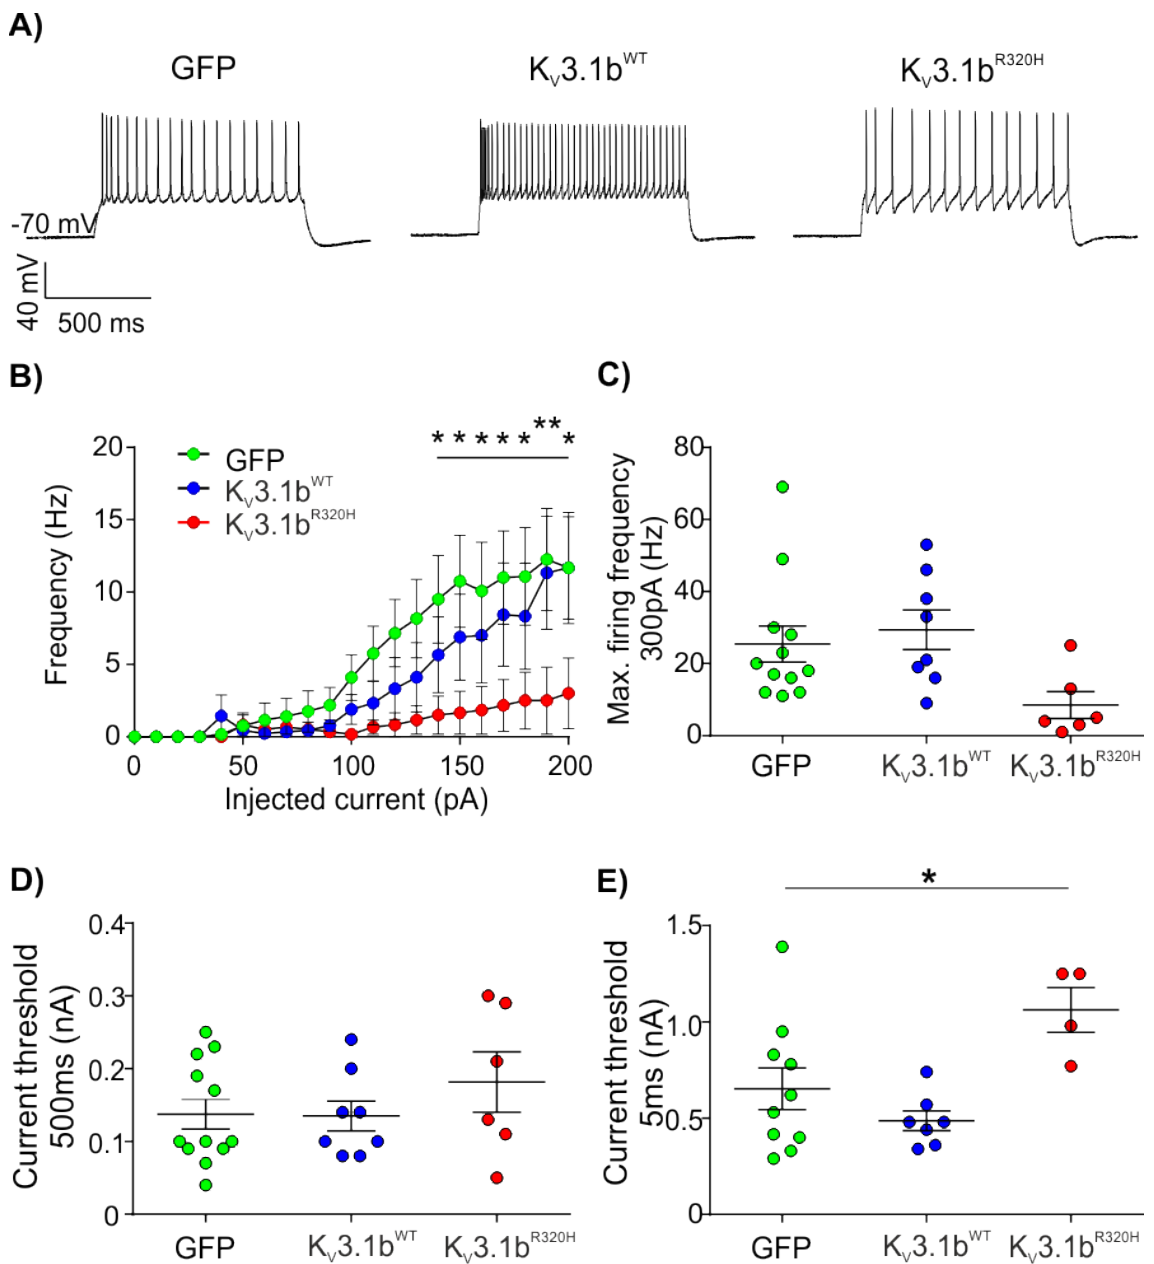 A)
GFP
Kᵥ3.1bᵂᵀ
Kᵥ3.1bᴿ³²⁰ᴴ
-70 mV
40 mV
500 ms
B)
Frequency (Hz)
20
15
10
5
0
GFP
Kᵥ3.1bᵂᵀ
Kᵥ3.1bᴿ³²⁰ᴴ
* * * * * ** *
0 50 100 150 200
Injected current (pA)
C)
Max. firing frequency
300pA (Hz)
80
60
40
20
0
GFP Kᵥ3.1bᵂᵀ Kᵥ3.1bᴿ³²⁰ᴴ
D)
Current threshold
500ms (nA)
0.4
0.3
0.2
0.1
0
GFP Kᵥ3.1bᵂᵀ Kᵥ3.1bᴿ³²⁰ᴴ
E)
*
Current threshold
5ms (nA)
1.5
1.0
0.5
0
GFP Kᵥ3.1bᵂᵀ Kᵥ3.1bᴿ³²⁰ᴴ